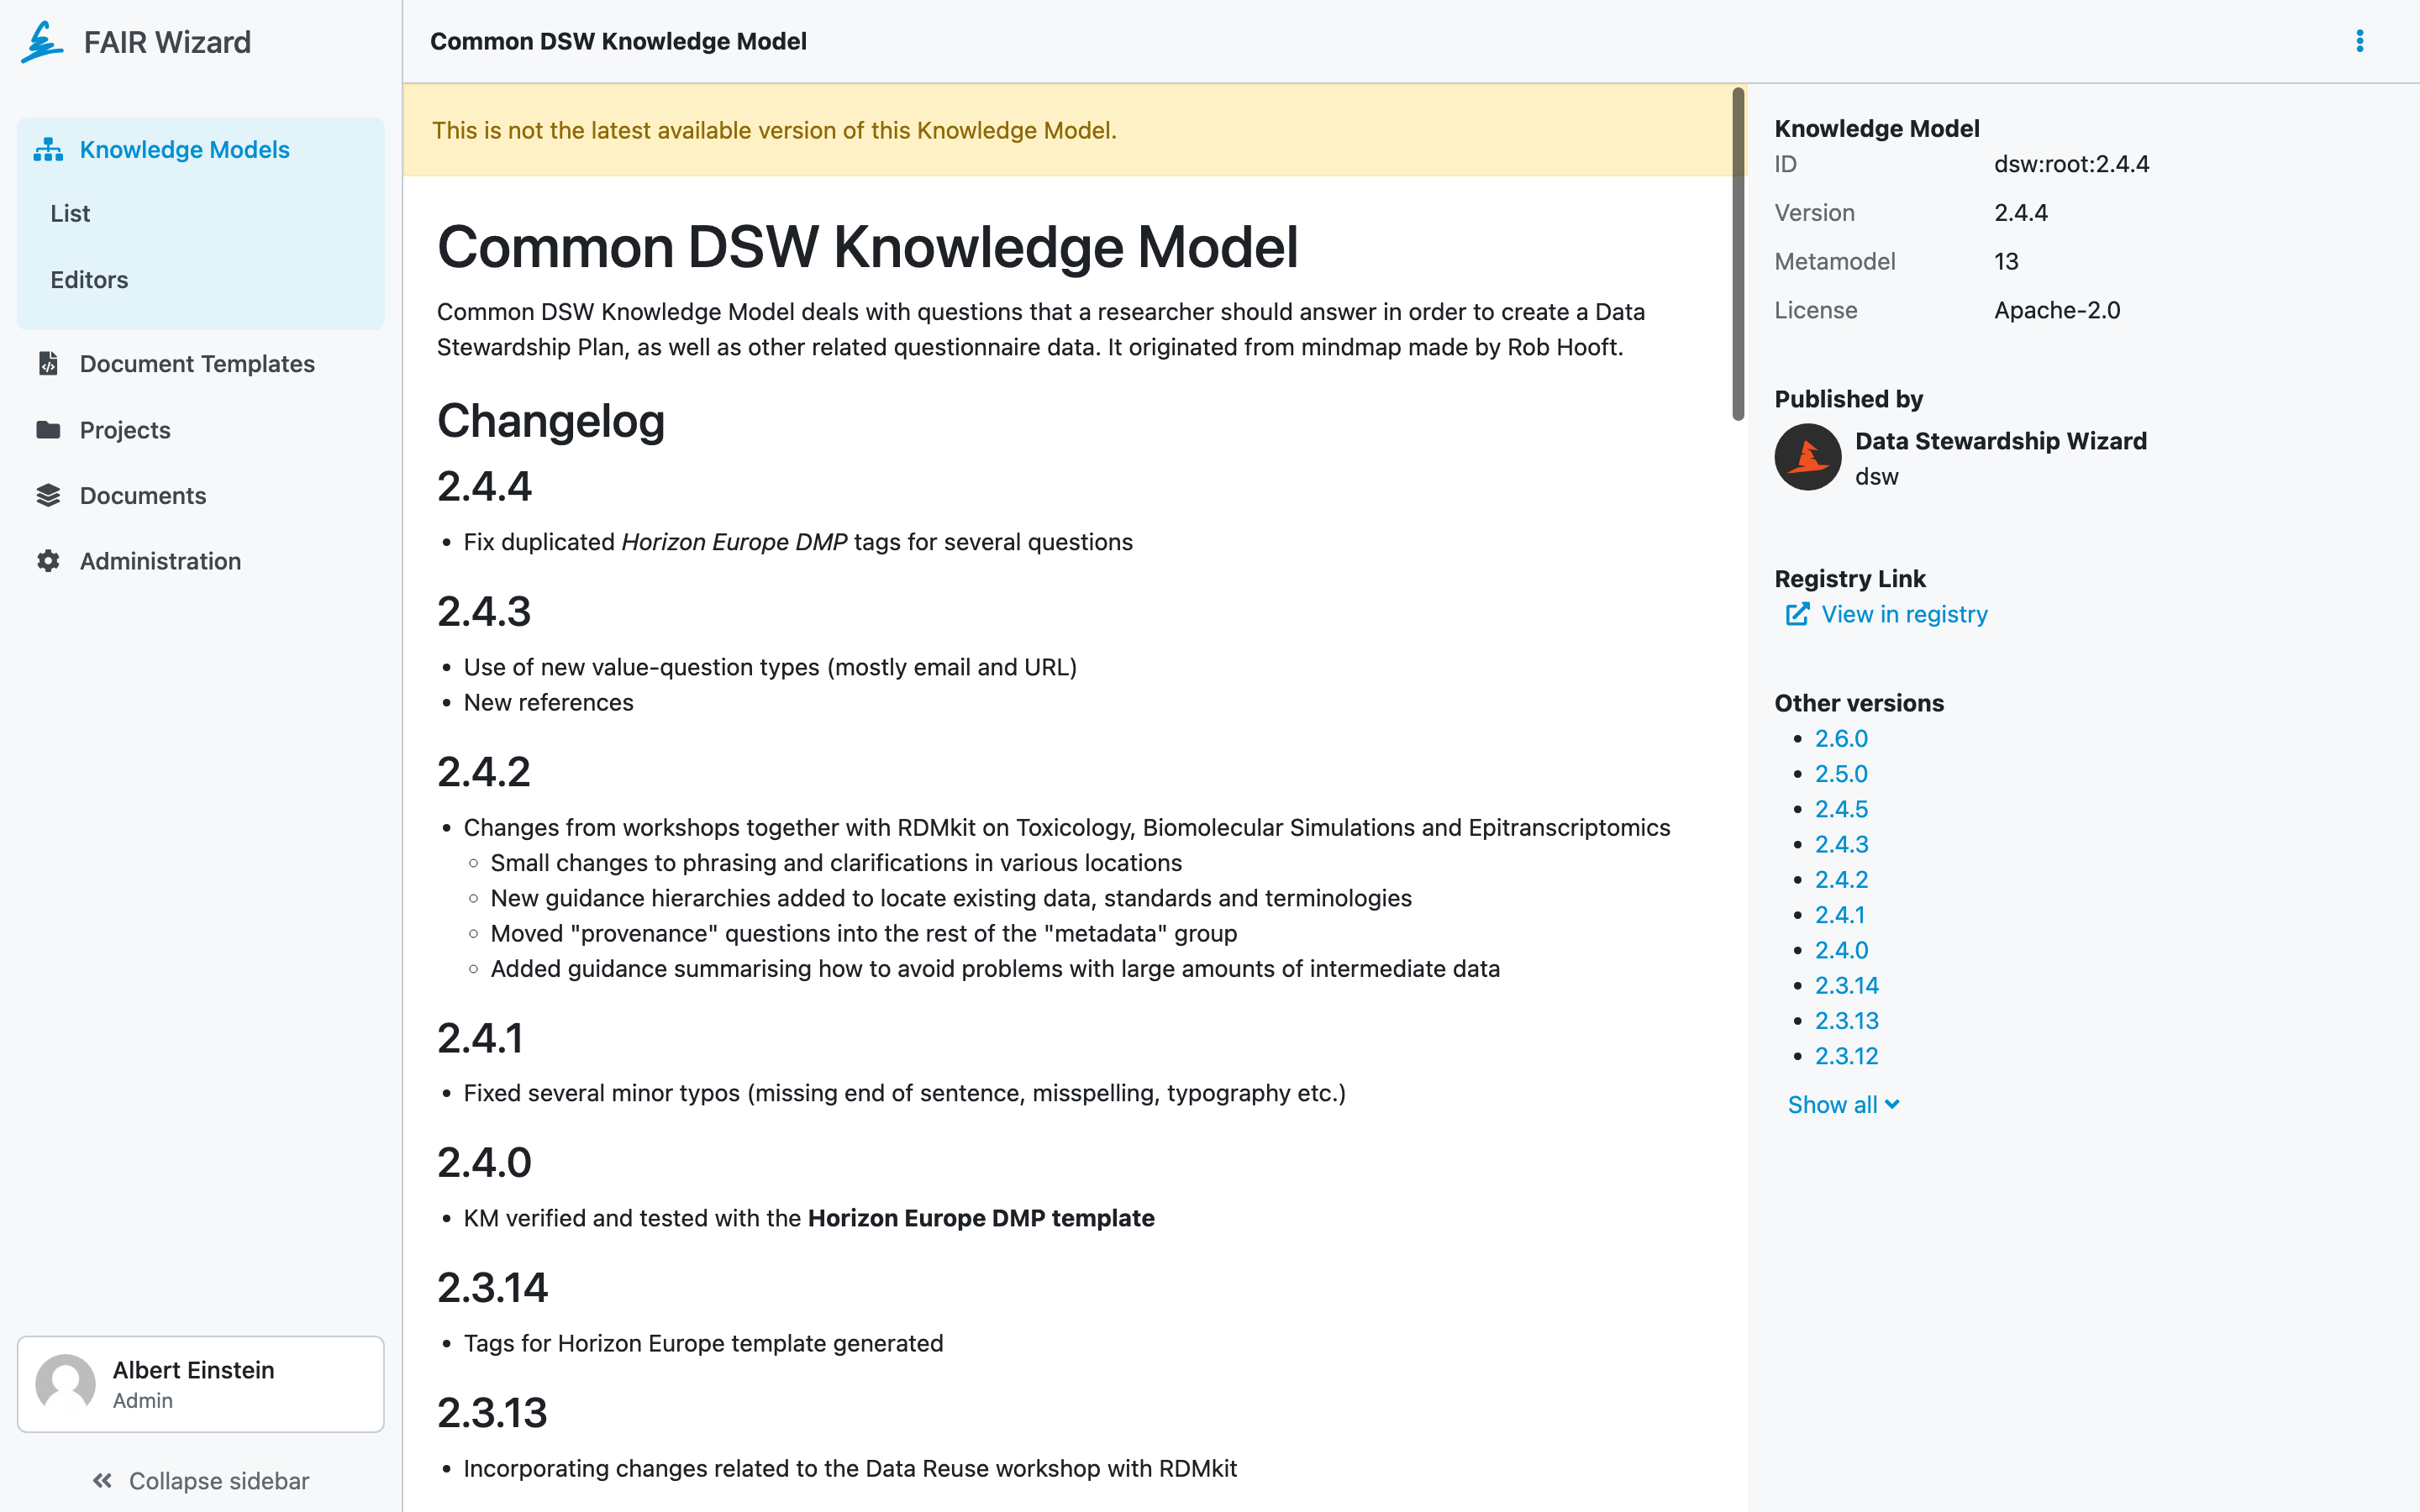 FAIR Wizard
Knowledge Models
List
Editors
Document Templates
Projects
Documents
Administration
Albert Einstein
Admin
Collapse sidebar
Common DSW Knowledge Model
This is not the latest available version of this Knowledge Model.
Common DSW Knowledge Model
Common DSW Knowledge Model deals with questions that a researcher should answer in order to create a Data
Stewardship Plan, as well as other related questionnaire data. It originated from mindmap made by Rob Hooft.
Changelog
2.4.4
• Fix duplicated Horizon Europe DMP tags for several questions
2.4.3
• Use of new value-question types (mostly email and URL)
• New references
2.4.2
• Changes from workshops together with RDMkit on Toxicology, Biomolecular Simulations and Epitranscriptomics
◦ Small changes to phrasing and clarifications in various locations
◦ New guidance hierarchies added to locate existing data, standards and terminologies
◦ Moved "provenance" questions into the rest of the "metadata" group
◦ Added guidance summarising how to avoid problems with large amounts of intermediate data
2.4.1
• Fixed several minor typos (missing end of sentence, misspelling, typography etc.)
2.4.0
• KM verified and tested with the Horizon Europe DMP template
2.3.14
• Tags for Horizon Europe template generated
2.3.13
• Incorporating changes related to the Data Reuse workshop with RDMkit
Knowledge Model
ID dsw:root:2.4.4
Version 2.4.4
Metamodel 13
License Apache-2.0
Published by
Data Stewardship Wizard
dsw
Registry Link
View in registry
Other versions
• 2.6.0
• 2.5.0
• 2.4.5
• 2.4.3
• 2.4.2
• 2.4.1
• 2.4.0
• 2.3.14
• 2.3.13
• 2.3.12
Show all